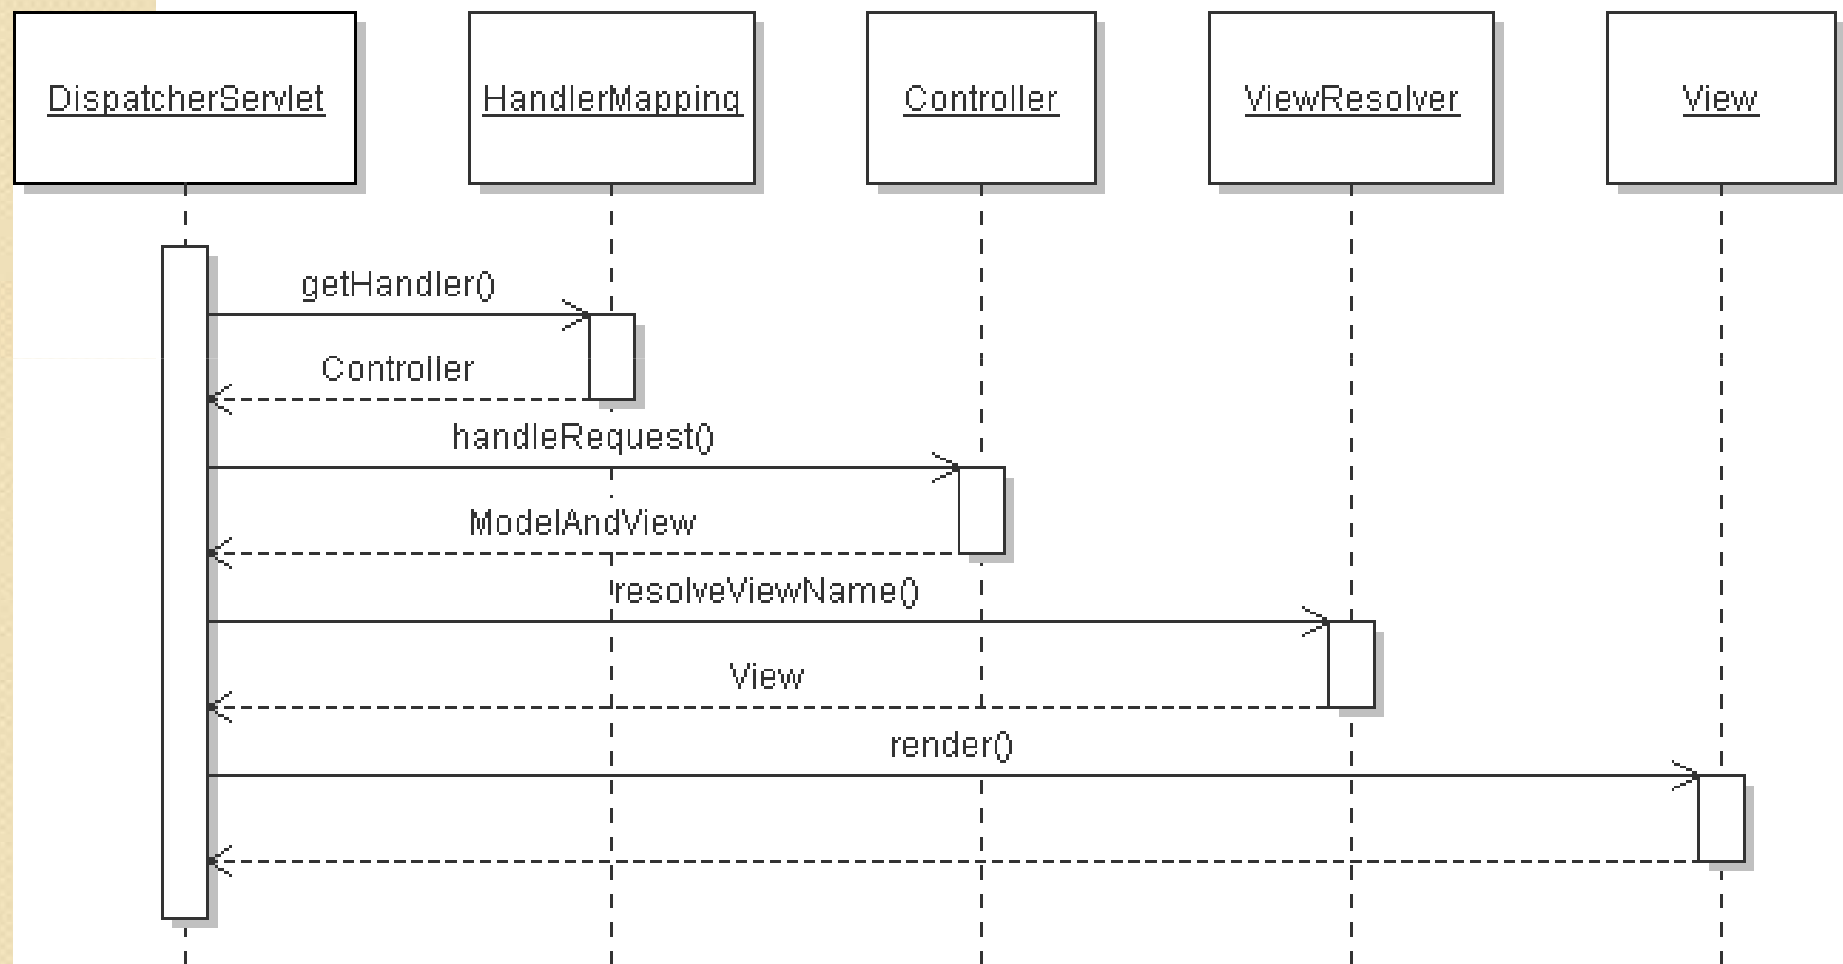 DispatcherServlet
HandlerMapping
Controller
ViewResolver
View
getHandler()
Controller
handleRequest()
ModelAndView
resolveViewName()
View
render()